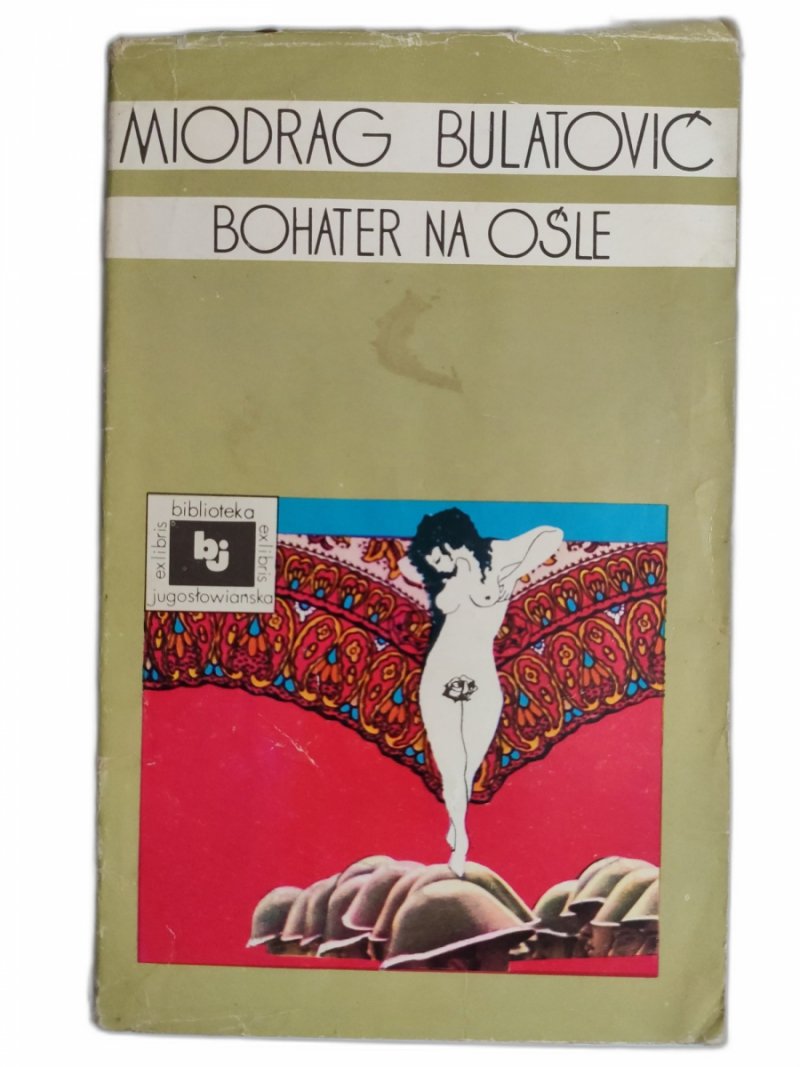 MIODRAG BULATOVIĆ
BOHATER NA OŚLE
biblioteka
exlibris
bj
exlibris
jugosłowiańska